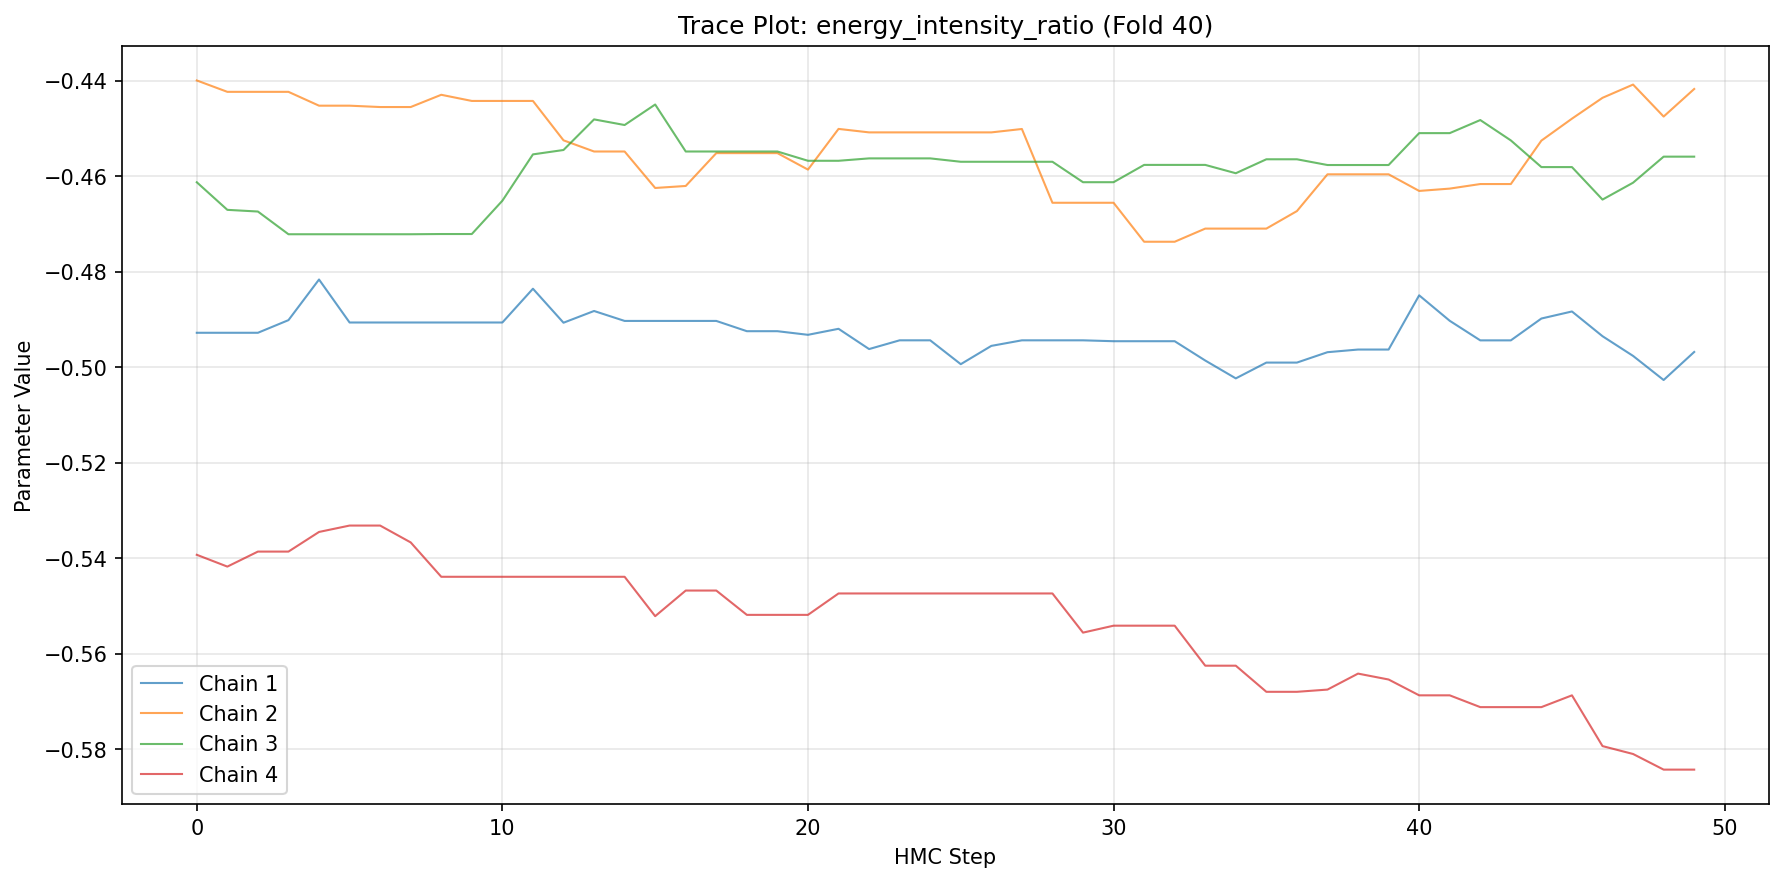 Trace Plot: energy_intensity_ratio (Fold 40)
−0.44
−0.46
−0.48
−0.50
−0.52
−0.54
−0.56
−0.58
Parameter Value
Chain 1
Chain 2
Chain 3
Chain 4
0 10 20 30 40 50
HMC Step